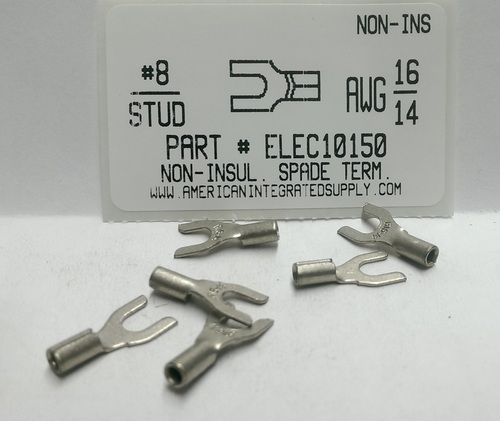 NON-INS
#8
STUD
AWG 16
14
PART # ELEC10150
NON-INSUL. SPADE TERM.
WWW.AMERICANINTEGRATEDSUPPLY.COM